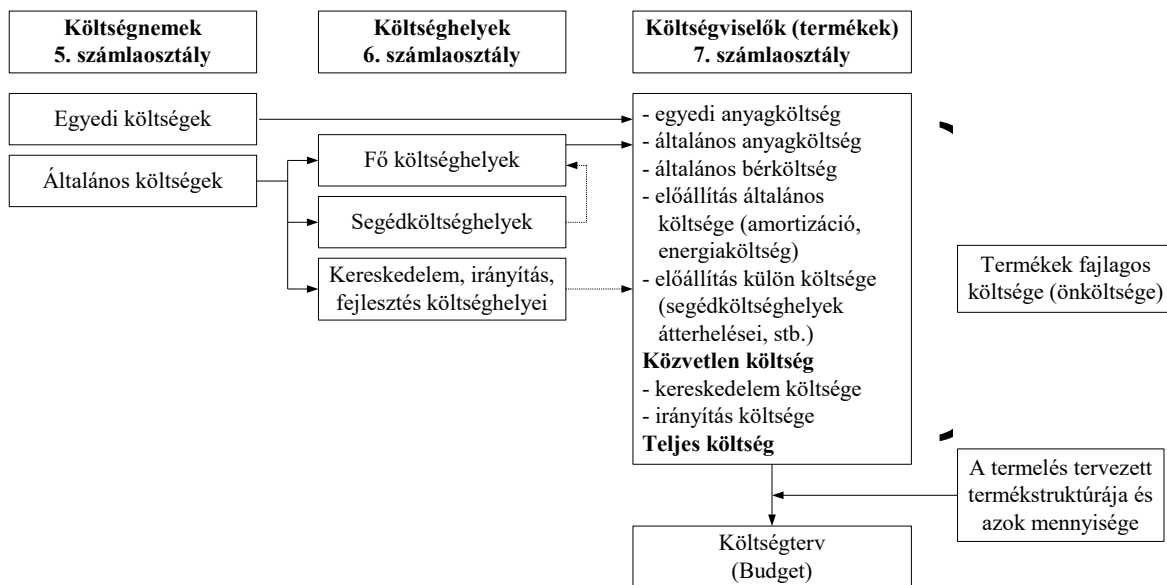 Költségnemek
5. számlaosztály
Költséghelyek
6. számlaosztály
Költségviselők (termékek)
7. számlaosztály
Egyedi költségek
Általános költségek
Fő költséghelyek
Segédköltséghelyek
Kereskedelem, irányítás,
fejlesztés költséghelyei
- egyedi anyagköltség
- általános anyagköltség
- általános bérköltség
- előállítás általános
költsége (amortizáció,
energiaköltség)
- előállítás külön költsége
(segédköltséghelyek
átterhelései, stb.)
Közvetlen költség
- kereskedelem költsége
- irányítás költsége
Teljes költség
Termékek fajlagos
költsége (önköltsége)
A termelés tervezett
termékstruktúrája és
azok mennyisége
Költségterv
(Budget)